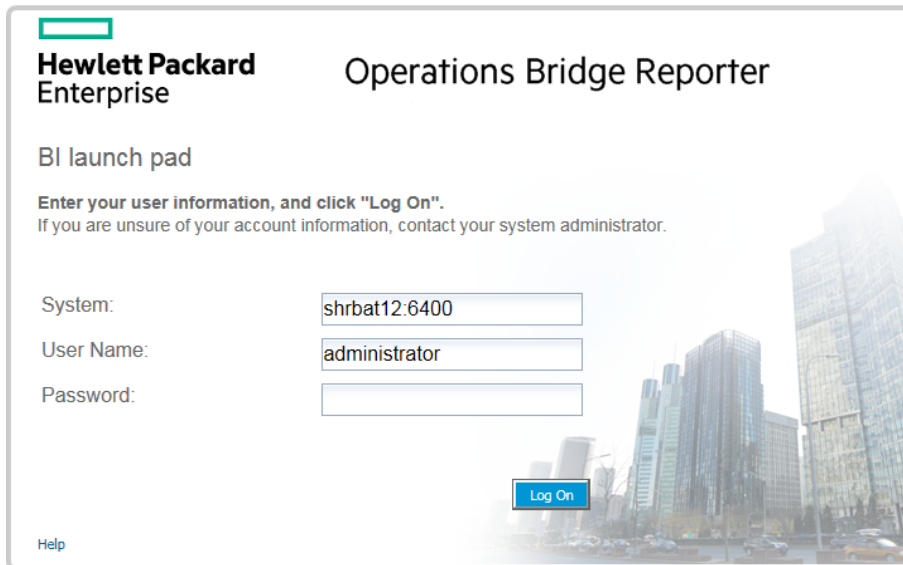 Hewlett Packard
Enterprise
Operations Bridge Reporter
BI launch pad
Enter your user information, and click "Log On".
If you are unsure of your account information, contact your system administrator.
System:
shrbat12:6400
User Name:
administrator
Password:
Log On
Help